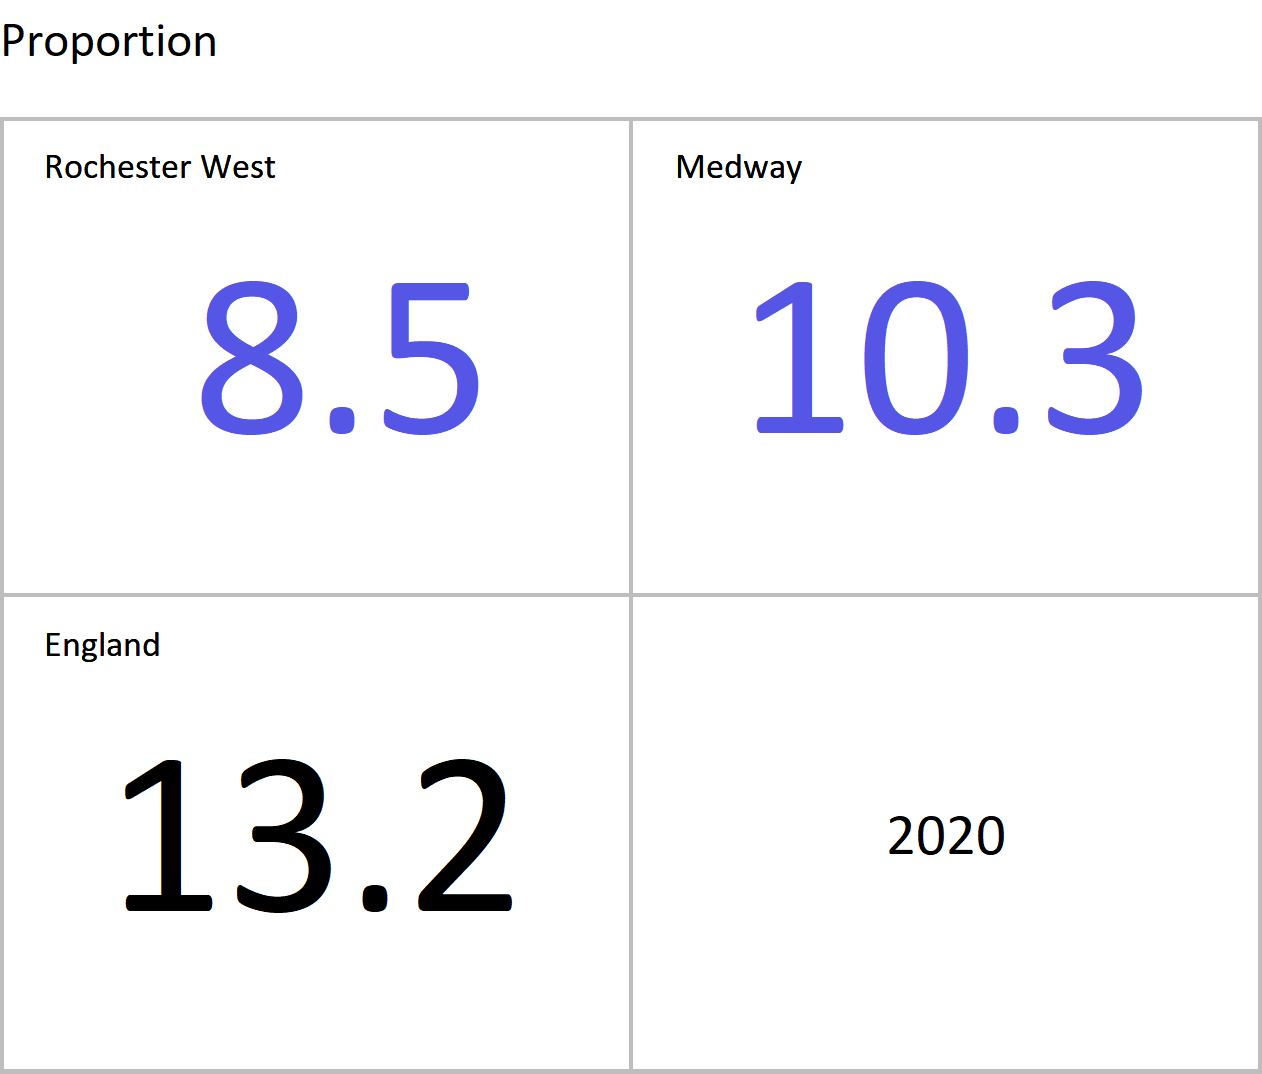 Proportion
Rochester West
8.5
Medway
10.3
England
13.2
2020